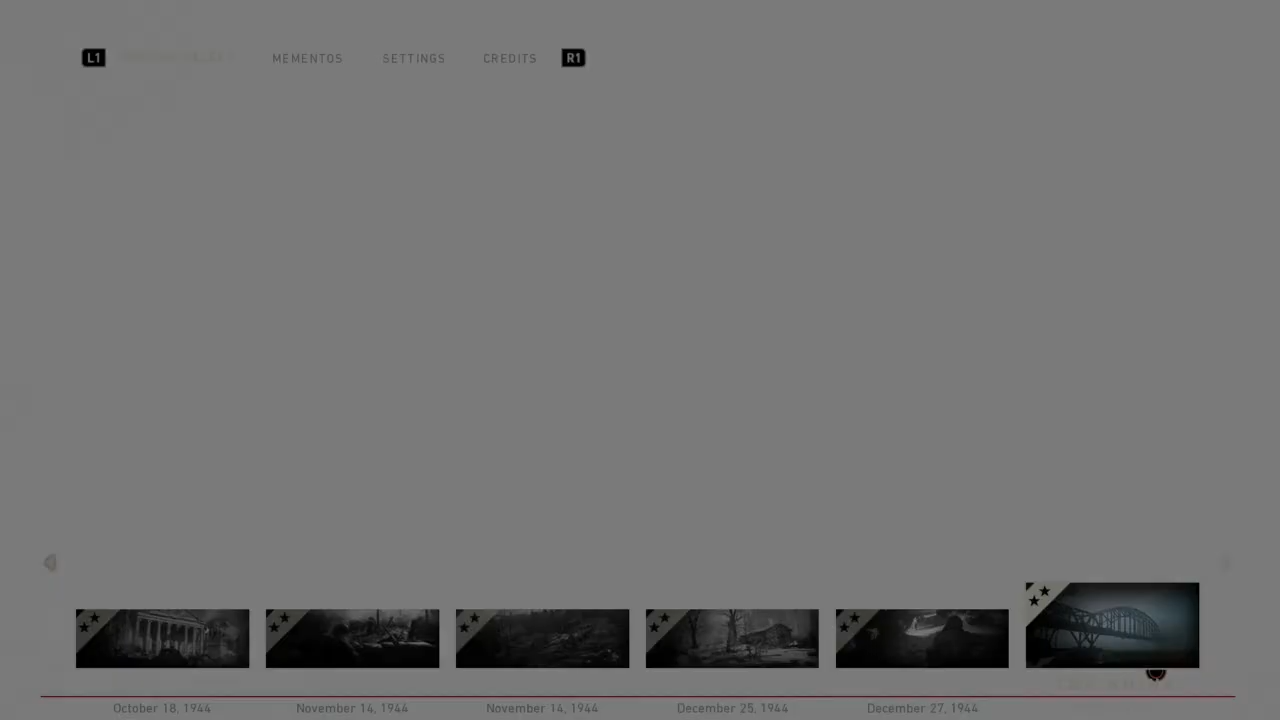 L1 MEMENTOS SETTINGS CREDITS R1
October 18, 1944 November 14, 1944 November 14, 1944 December 25, 1944 December 27, 1944